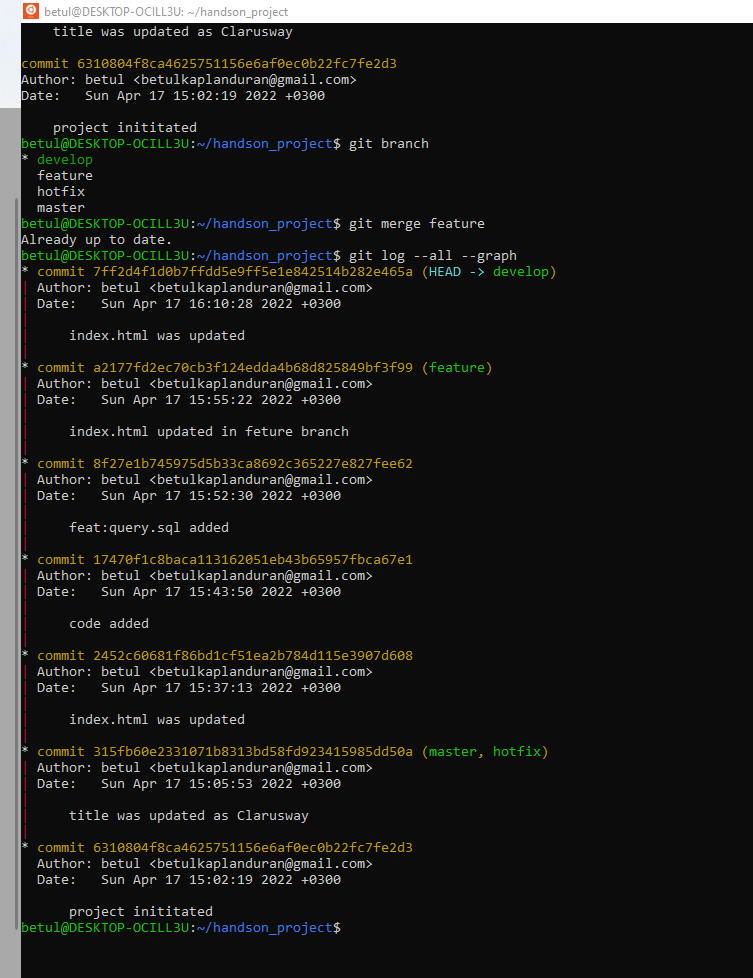 betul@DESKTOP-OCILL3U: ~/handson_project
title was updated as Clarusway
commit 6310804f8ca4625751156e6af0ec0b22fc7fe2d3
Author: betul <betulkaplanduran@gmail.com>
Date:   Sun Apr 17 15:02:19 2022 +0300
project inititated
betul@DESKTOP-OCILL3U:~/handson_project$ git branch
* develop
feature
hotfix
master
betul@DESKTOP-OCILL3U:~/handson_project$ git merge feature
Already up to date.
betul@DESKTOP-OCILL3U:~/handson_project$ git log --all --graph
* commit 7ff2d4f1d0b7ffdd5e9ff5e1e842514b282e465a (HEAD -> develop)
| Author: betul <betulkaplanduran@gmail.com>
| Date:   Sun Apr 17 16:10:28 2022 +0300
|
|     index.html was updated
|
* commit a2177fd2ec70cb3f124edda4b68d825849bf3f99 (feature)
| Author: betul <betulkaplanduran@gmail.com>
| Date:   Sun Apr 17 15:55:22 2022 +0300
|
|     index.html updated in feture branch
|
* commit 8f27e1b745975d5b33ca8692c365227e827fee62
| Author: betul <betulkaplanduran@gmail.com>
| Date:   Sun Apr 17 15:52:30 2022 +0300
|
|     feat:query.sql added
|
* commit 17470f1c8baca113162051eb43b65957fbca67e1
| Author: betul <betulkaplanduran@gmail.com>
| Date:   Sun Apr 17 15:43:50 2022 +0300
|
|     code added
|
* commit 2452c60681f86bd1cf51ea2b784d115e3907d608
| Author: betul <betulkaplanduran@gmail.com>
| Date:   Sun Apr 17 15:37:13 2022 +0300
|
|     index.html was updated
|
* commit 315fb60e2331071b8313bd58fd923415985dd50a (master, hotfix)
| Author: betul <betulkaplanduran@gmail.com>
| Date:   Sun Apr 17 15:05:53 2022 +0300
|
|     title was updated as Clarusway
|
* commit 6310804f8ca4625751156e6af0ec0b22fc7fe2d3
Author: betul <betulkaplanduran@gmail.com>
Date:   Sun Apr 17 15:02:19 2022 +0300
project inititated
betul@DESKTOP-OCILL3U:~/handson_project$